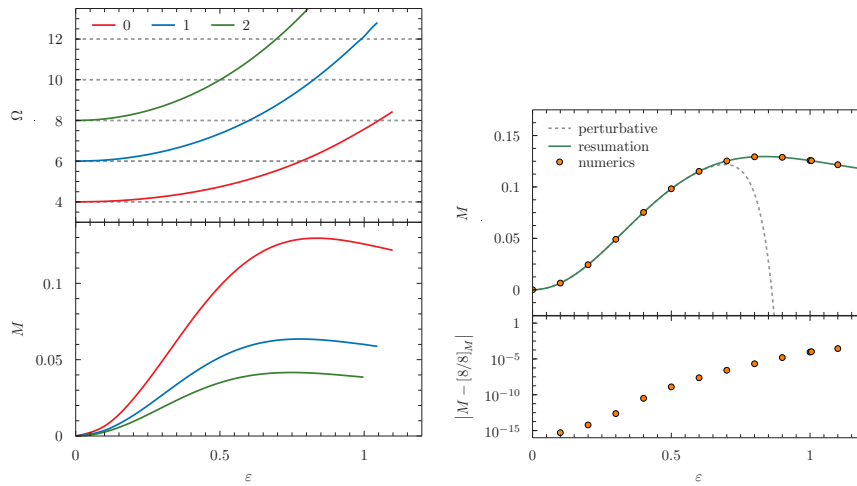 0 1 2
Ω
12
10
8
6
4
M
0.1
0.05
0
0 0.5 1
ε
perturbative
resumation
numerics
M
0.15
0.1
0.05
0
|M − [8/8]_M|
1
10^{-5}
10^{-10}
10^{-15}
0 0.5 1
ε